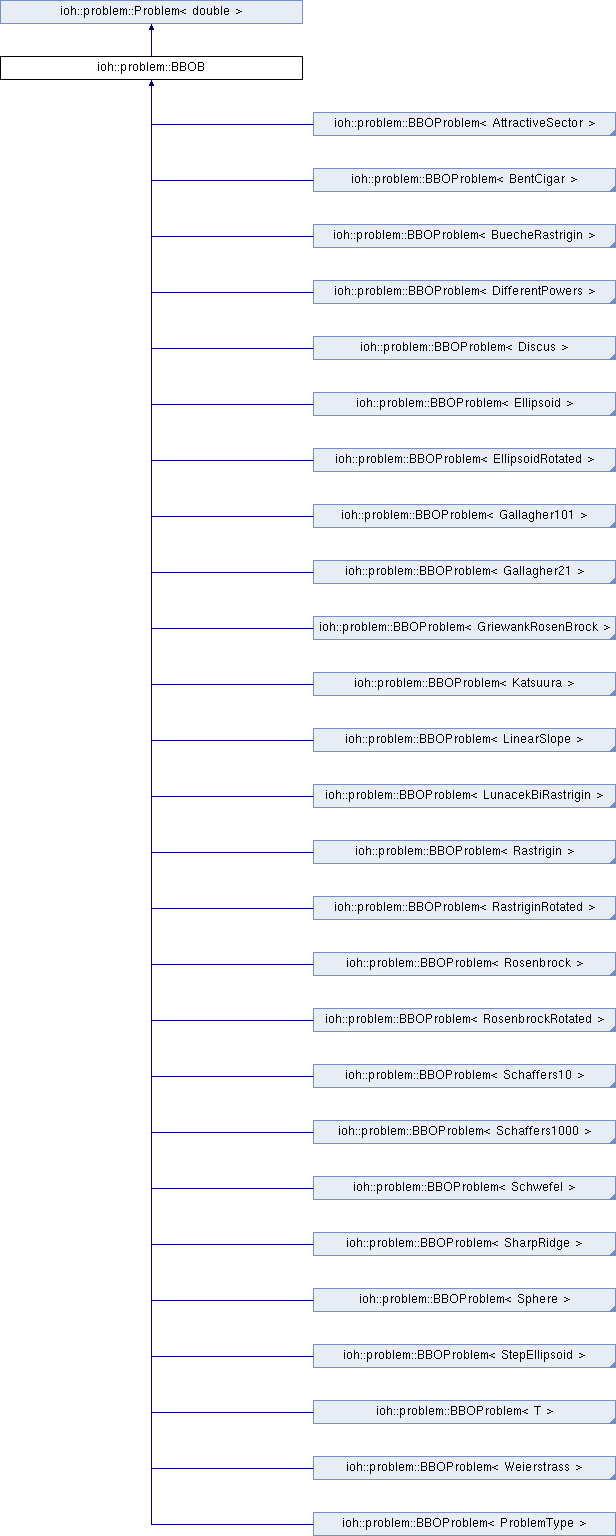 ioh::problem::Problem< double >
ioh::problem::BBOB
ioh::problem::BBOProblem< AttractiveSector >
ioh::problem::BBOProblem< BentCigar >
ioh::problem::BBOProblem< BuecheRastrigin >
ioh::problem::BBOProblem< DifferentPowers >
ioh::problem::BBOProblem< Discus >
ioh::problem::BBOProblem< Ellipsoid >
ioh::problem::BBOProblem< EllipsoidRotated >
ioh::problem::BBOProblem< Gallagher101 >
ioh::problem::BBOProblem< Gallagher21 >
ioh::problem::BBOProblem< GriewankRosenBrock >
ioh::problem::BBOProblem< Katsuura >
ioh::problem::BBOProblem< LinearSlope >
ioh::problem::BBOProblem< LunacekBiRastrigin >
ioh::problem::BBOProblem< Rastrigin >
ioh::problem::BBOProblem< RastriginRotated >
ioh::problem::BBOProblem< Rosenbrock >
ioh::problem::BBOProblem< RosenbrockRotated >
ioh::problem::BBOProblem< Schaffers10 >
ioh::problem::BBOProblem< Schaffers1000 >
ioh::problem::BBOProblem< Schwefel >
ioh::problem::BBOProblem< SharpRidge >
ioh::problem::BBOProblem< Sphere >
ioh::problem::BBOProblem< StepEllipsoid >
ioh::problem::BBOProblem< T >
ioh::problem::BBOProblem< Weierstrass >
ioh::problem::BBOProblem< ProblemType >